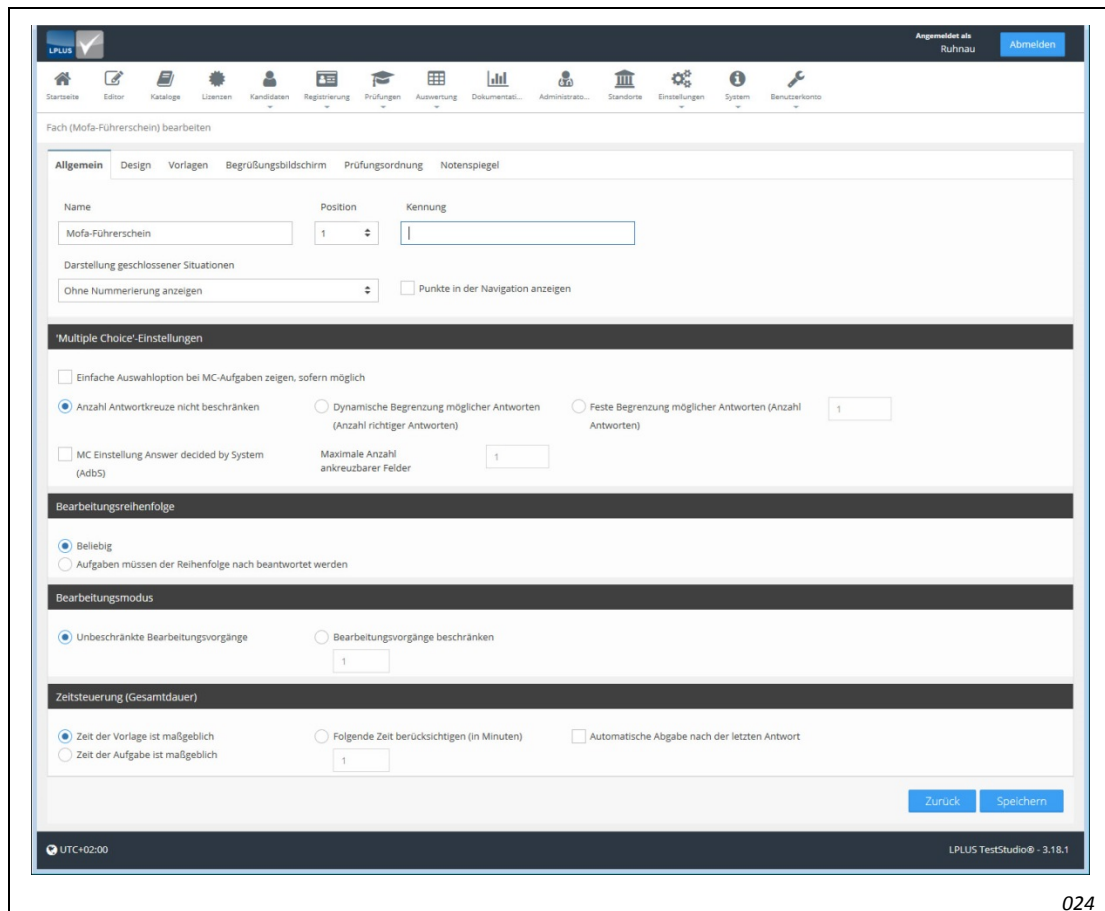 Angemeldet als
LPLUS
Ruhnau
Abmelden
Startseite Editor Kataloge Lizenzen Kandidaten Registrierung Prüfungen Auswertung Dokumentati... Administrato... Standorte Einstellungen System Benutzerkonto
Fach (Mofa-Führerschein) bearbeiten
Allgemein Design Vorlagen Begrüßungsbildschirm Prüfungsordnung Notenspiegel
Name Position Kennung
Mofa-Führerschein 1
Darstellung geschlossener Situationen
Ohne Nummerierung anzeigen Punkte in der Navigation anzeigen
'Multiple Choice'-Einstellungen
Einfache Auswahloption bei MC-Aufgaben zeigen, sofern möglich
Anzahl Antwortkreuze nicht beschränken Dynamische Begrenzung möglicher Antworten Feste Begrenzung möglicher Antworten (Anzahl 1
(Anzahl richtiger Antworten) Antworten)
MC Einstellung Answer decided by System Maximale Anzahl 1
(AdbS) ankreuzbarer Felder
Bearbeitungsreihenfolge
Beliebig
Aufgaben müssen der Reihenfolge nach beantwortet werden
Bearbeitungsmodus
Unbeschränkte Bearbeitungsvorgänge Bearbeitungsvorgänge beschränken
1
Zeitsteuerung (Gesamtdauer)
Zeit der Vorlage ist maßgeblich Folgende Zeit berücksichtigen (in Minuten) Automatische Abgabe nach der letzten Antwort
Zeit der Aufgabe ist maßgeblich 1
Zurück Speichern
UTC+02:00 LPLUS TestStudio® - 3.18.1
024